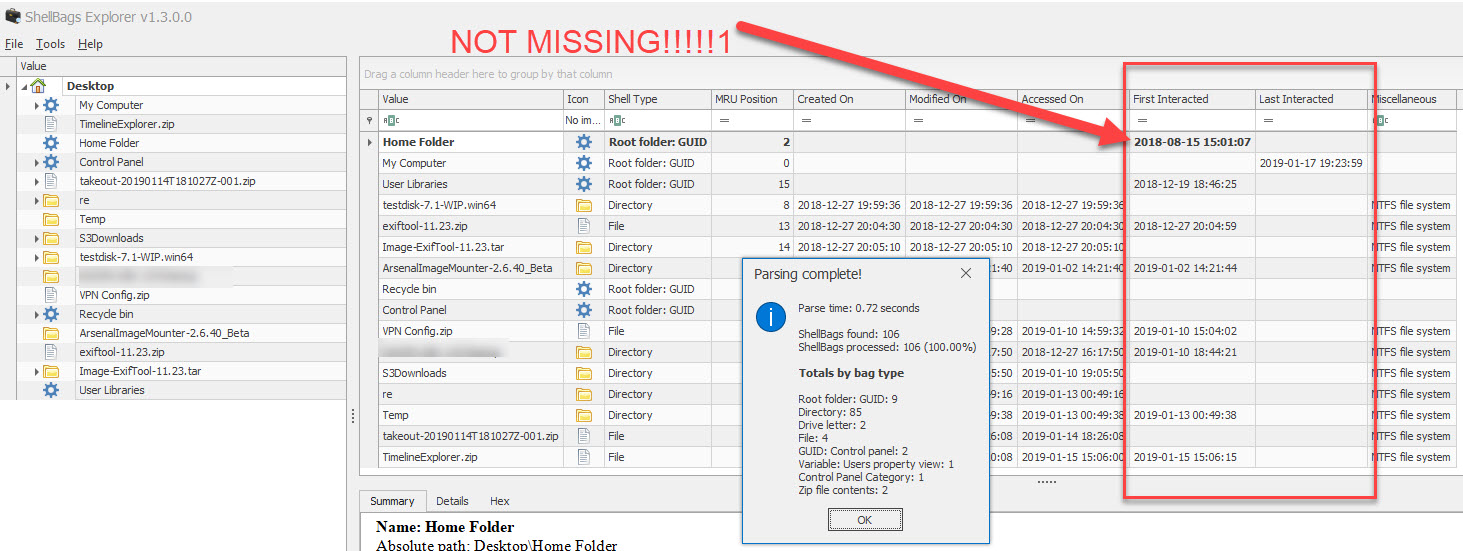 ShellBags Explorer v1.3.0.0
File Tools Help
NOT MISSING!!!!!1
Value
Desktop
My Computer
TimelineExplorer.zip
Home Folder
Control Panel
takeout-20190114T181027Z-001.zip
re
Temp
S3Downloads
testdisk-7.1-WIP.win64
VPN Config.zip
Recycle bin
ArsenalImageMounter-2.6.40_Beta
exiftool-11.23.zip
Image-ExifTool-11.23.tar
User Libraries
Drag a column header here to group by that column
Value Icon Shell Type MRU Position Created On Modified On Accessed On First Interacted Last Interacted Miscellaneous
No im... = = = = = =
Home Folder Root folder: GUID 2 2018-08-15 15:01:07
My Computer Root folder: GUID 0 2019-01-17 19:23:59
User Libraries Root folder: GUID 15 2018-12-19 18:46:25
testdisk-7.1-WIP.win64 Directory 8 2018-12-27 19:59:36 2018-12-27 19:59:36 2018-12-27 19:59:36 NTFS file system
exiftool-11.23.zip File 13 2018-12-27 20:04:30 2018-12-27 20:04:30 2018-12-27 20:04:30 2018-12-27 20:04:59 NTFS file system
Image-ExifTool-11.23.tar Directory 14 2018-12-27 20:05:10 2018-12-27 20:05:10 2018-12-27 20:05:10 NTFS file system
ArsenalImageMounter-2.6.40_Beta Directory 21:40 2019-01-02 14:21:40 2019-01-02 14:21:44 NTFS file system
Recycle bin Root folder: GUID
Control Panel Root folder: GUID
VPN Config.zip File 9:28 2019-01-10 14:59:32 2019-01-10 15:04:02 NTFS file system
Directory 7:50 2018-12-27 16:17:50 2019-01-10 18:44:21 NTFS file system
S3Downloads Directory 5:50 2019-01-10 19:05:50 NTFS file system
re Directory 9:16 2019-01-13 00:49:16 NTFS file system
Temp Directory 9:38 2019-01-13 00:49:38 2019-01-13 00:49:38 NTFS file system
takeout-20190114T181027Z-001.zip File 6:08 2019-01-14 18:26:08 NTFS file system
TimelineExplorer.zip File 0:08 2019-01-15 15:06:00 2019-01-15 15:06:15 NTFS file system
Parsing complete!
Parse time: 0.72 seconds
ShellBags found: 106
ShellBags processed: 106 (100.00%)
Totals by bag type
Root folder: GUID: 9
Directory: 85
Drive letter: 2
File: 4
GUID: Control panel: 2
Variable: Users property view: 1
Control Panel Category: 1
Zip file contents: 2
OK
Summary Details Hex
Name: Home Folder
Absolute path: Desktop\Home Folder